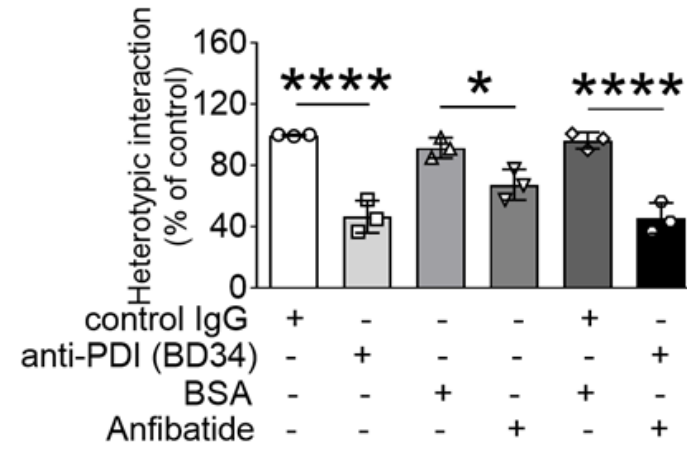 Heterotypic interaction
(% of control)
160
120
80
40
0
**** * ****
control IgG + - - - + -
anti-PDI (BD34) - + - - - +
BSA - - + - + -
Anfibatide - - - + - +